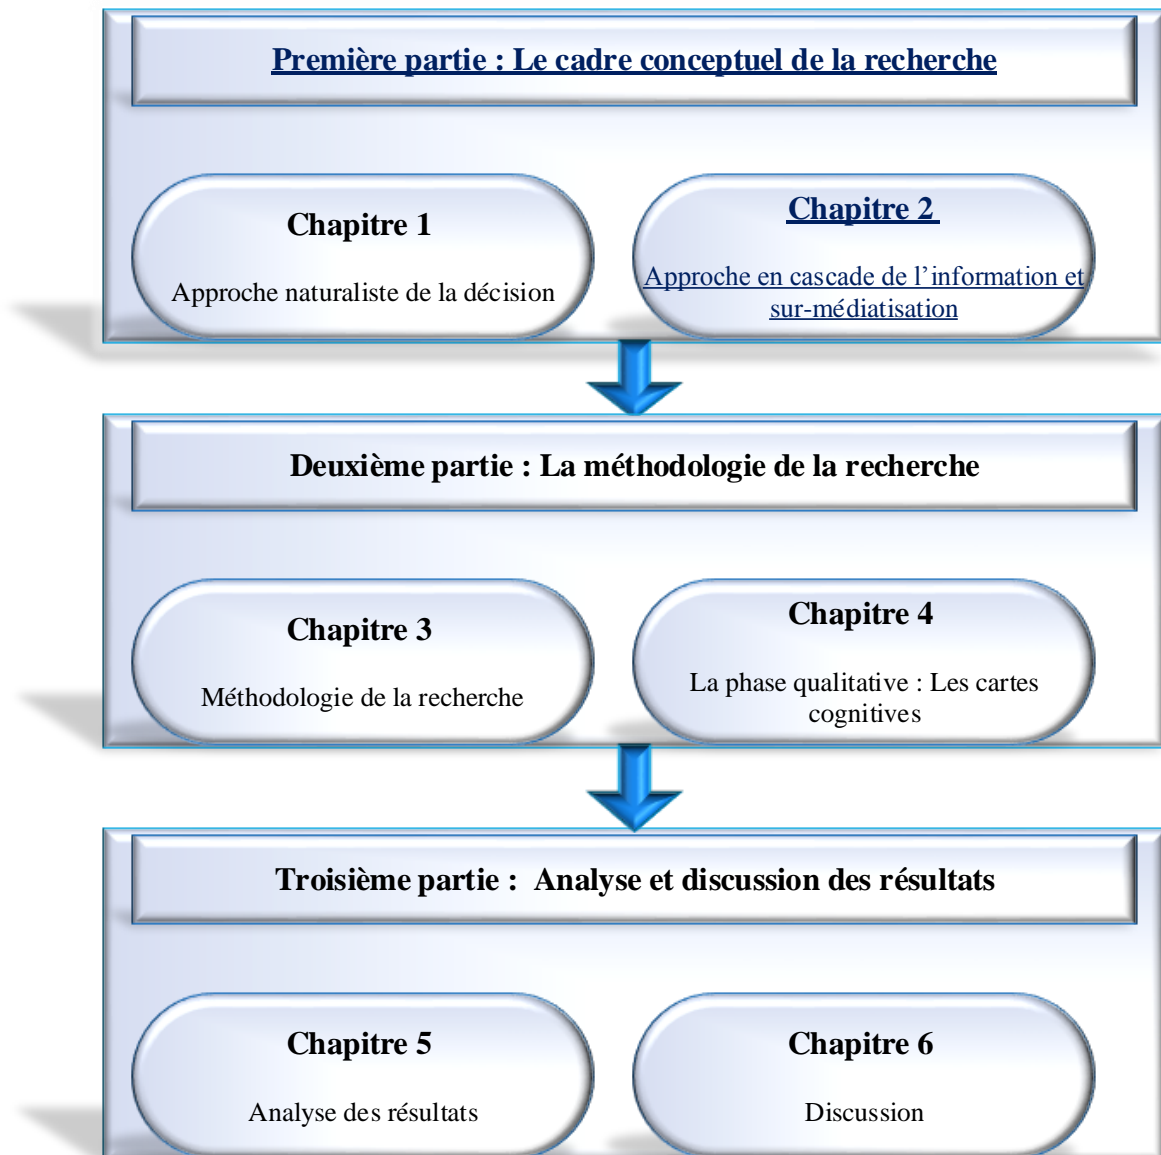 Première partie : Le cadre conceptuel de la recherche
Chapitre 1
Approche naturaliste de la décision
Chapitre 2
Approche en cascade de l’information et
sur-médiatisation
Deuxième partie : La méthodologie de la recherche
Chapitre 3
Méthodologie de la recherche
Chapitre 4
La phase qualitative : Les cartes
cognitives
Troisième partie : Analyse et discussion des résultats
Chapitre 5
Analyse des résultats
Chapitre 6
Discussion